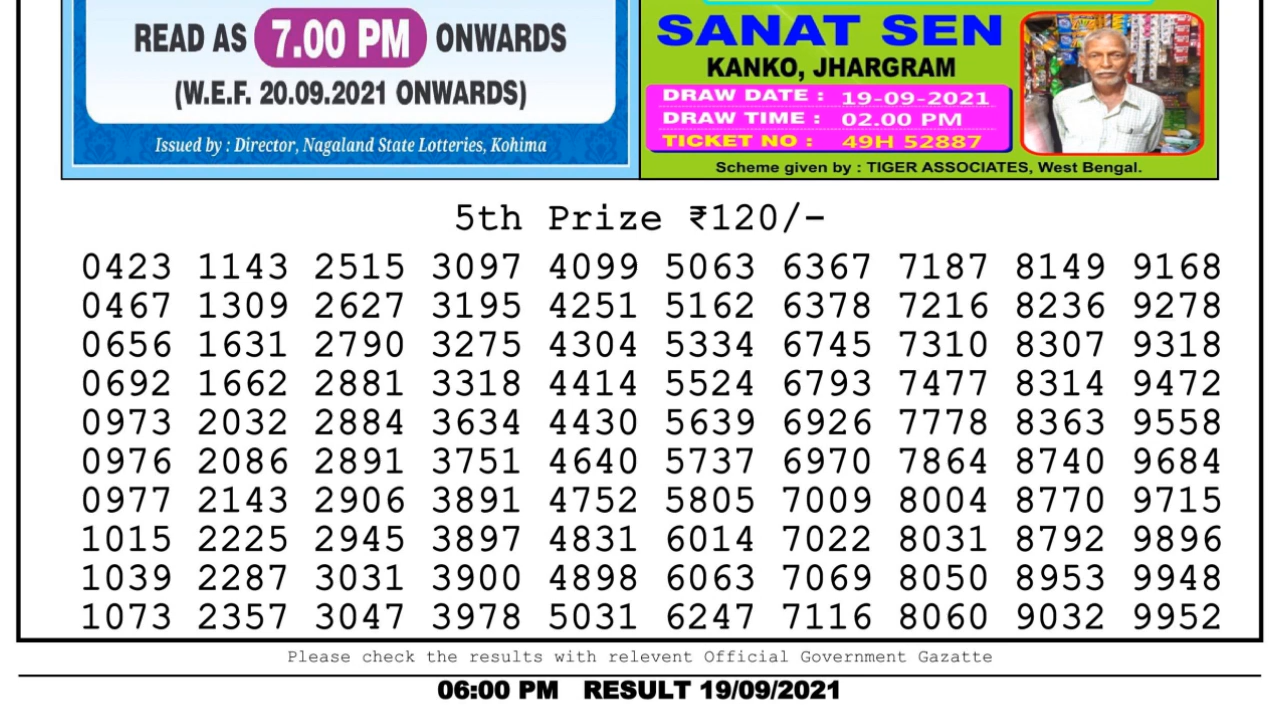 READ AS 7.00 PM ONWARDS
(W.E.F. 20.09.2021 ONWARDS)
Issued by : Director, Nagaland State Lotteries, Kohima
SANAT SEN
KANKO, JHARGRAM
DRAW DATE : 19-09-2021
DRAW TIME : 02.00 PM
TICKET NO : 49H 52887
Scheme given by : TIGER ASSOCIATES, West Bengal.
5th Prize ₹120/-
0423 1143 2515 3097 4099 5063 6367 7187 8149 9168
0467 1309 2627 3195 4251 5162 6378 7216 8236 9278
0656 1631 2790 3275 4304 5334 6745 7310 8307 9318
0692 1662 2881 3318 4414 5524 6793 7477 8314 9472
0973 2032 2884 3634 4430 5639 6926 7778 8363 9558
0976 2086 2891 3751 4640 5737 6970 7864 8740 9684
0977 2143 2906 3891 4752 5805 7009 8004 8770 9715
1015 2225 2945 3897 4831 6014 7022 8031 8792 9896
1039 2287 3031 3900 4898 6063 7069 8050 8953 9948
1073 2357 3047 3978 5031 6247 7116 8060 9032 9952
Please check the results with relevent Official Government Gazatte
06:00 PM RESULT 19/09/2021